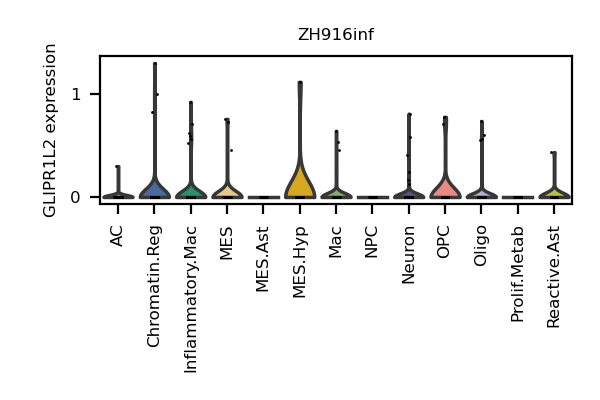 ZH916inf
GLIPR1L2 expression
1
0
AC
Chromatin.Reg
Inflammatory.Mac
MES
MES.Ast
MES.Hyp
Mac
NPC
Neuron
OPC
Oligo
Prolif.Metab
Reactive.Ast